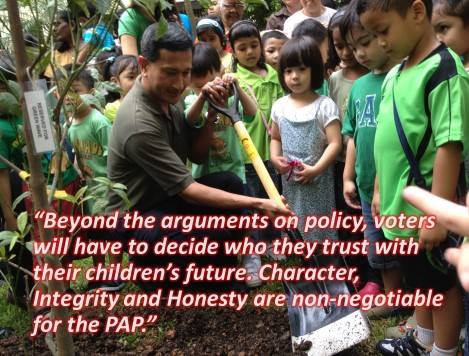 “Beyond the arguments on policy, voters
will have to decide who they trust with
their children’s future. Character,
Integrity and Honesty are non-negotiable
for the PAP.”